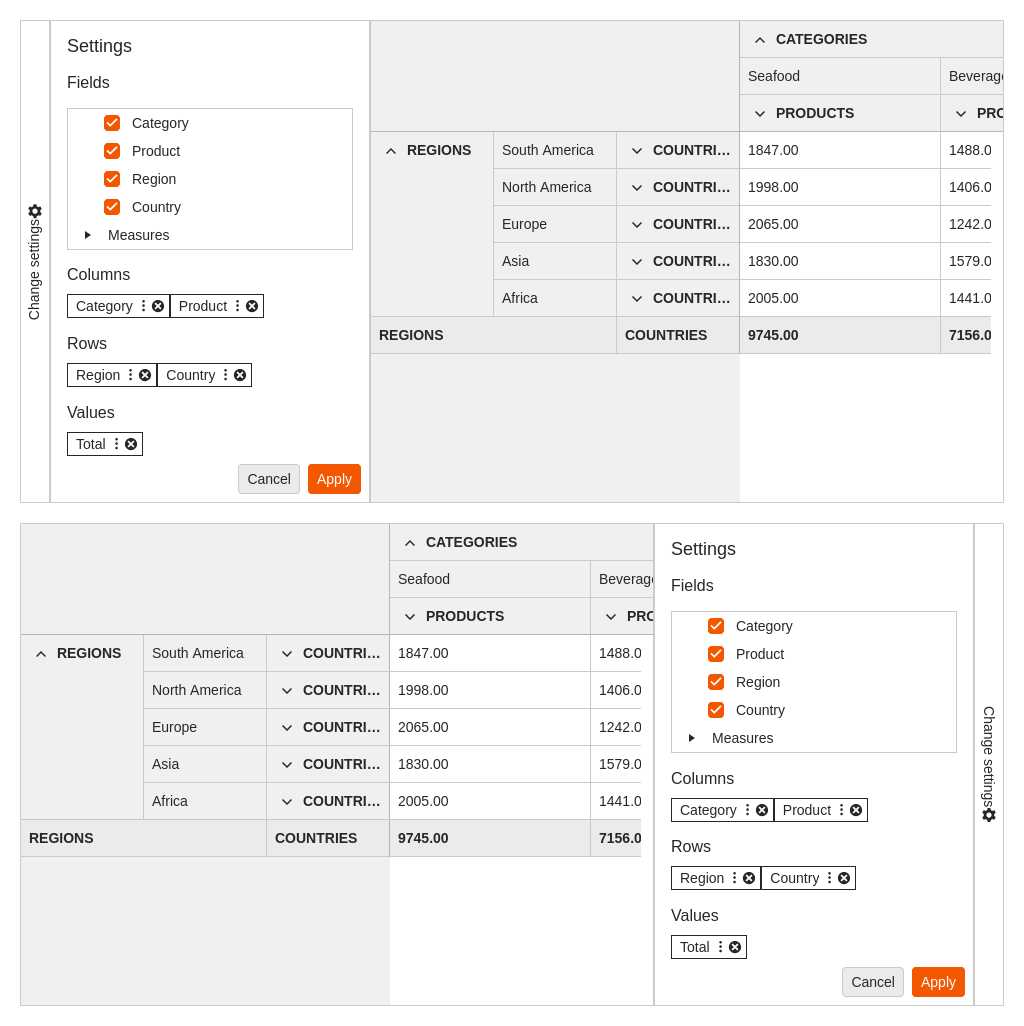 Change settings
Settings
Fields
Category
Product
Region
Country
Measures
Columns
Category Product
Rows
Region Country
Values
Total
Cancel Apply
CATEGORIES
Seafood Beverage
PRODUCTS PRO
REGIONS South America COUNTRI… 1847.00 1488.0
North America COUNTRI… 1998.00 1406.0
Europe COUNTRI… 2065.00 1242.0
Asia COUNTRI… 1830.00 1579.0
Africa COUNTRI… 2005.00 1441.0
REGIONS COUNTRIES 9745.00 7156.0
CATEGORIES
Seafood Beverage
PRODUCTS PRO
REGIONS South America COUNTRI… 1847.00 1488.0
North America COUNTRI… 1998.00 1406.0
Europe COUNTRI… 2065.00 1242.0
Asia COUNTRI… 1830.00 1579.0
Africa COUNTRI… 2005.00 1441.0
REGIONS COUNTRIES 9745.00 7156.0
Settings
Fields
Category
Product
Region
Country
Measures
Columns
Category Product
Rows
Region Country
Values
Total
Cancel Apply
Change settings